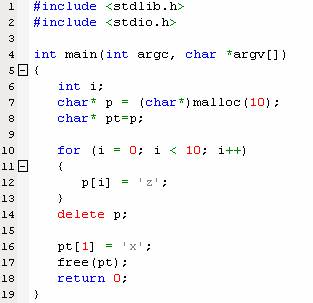 1 #include <stdlib.h>
2 #include <stdio.h>
3
4 int main(int argc, char *argv[])
5 {
6 int i;
7 char* p = (char*)malloc(10);
8 char* pt=p;
9
10 for (i = 0; i < 10; i++)
11 {
12 p[i] = 'z';
13 }
14 delete p;
15
16 pt[1] = 'x';
17 free(pt);
18 return 0;
19 }